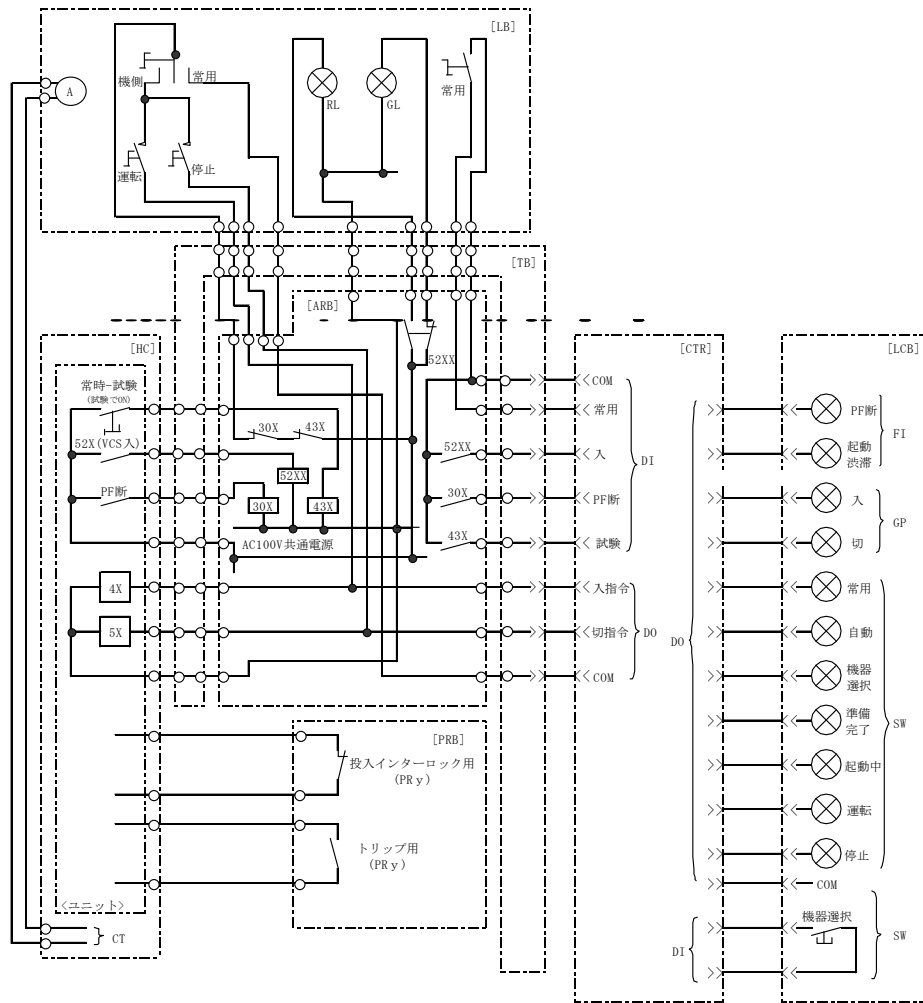 [LB]
A
機側
常用
運転
停止
RL
GL
常用
[TB]
[ARB]
52XX
[HC]
常時-試験
(試験でON)
52X(VCS入)
PF断
30X
43X
52XX
30X
43X
AC100V共通電源
4X
5X
<ユニット>
CT
[PRB]
投入インターロック用
(PRy)
トリップ用
(PRy)
52XX
30X
43X
[CTR]
COM
常用
入
PF断
試験
DI
入指令
切指令
COM
DO
DO
DI
[LCB]
PF断
起動
渋滞
FI
入
切
GP
常用
自動
機器
選択
準備
完了
起動中
運転
停止
SW
COM
機器選択
SW